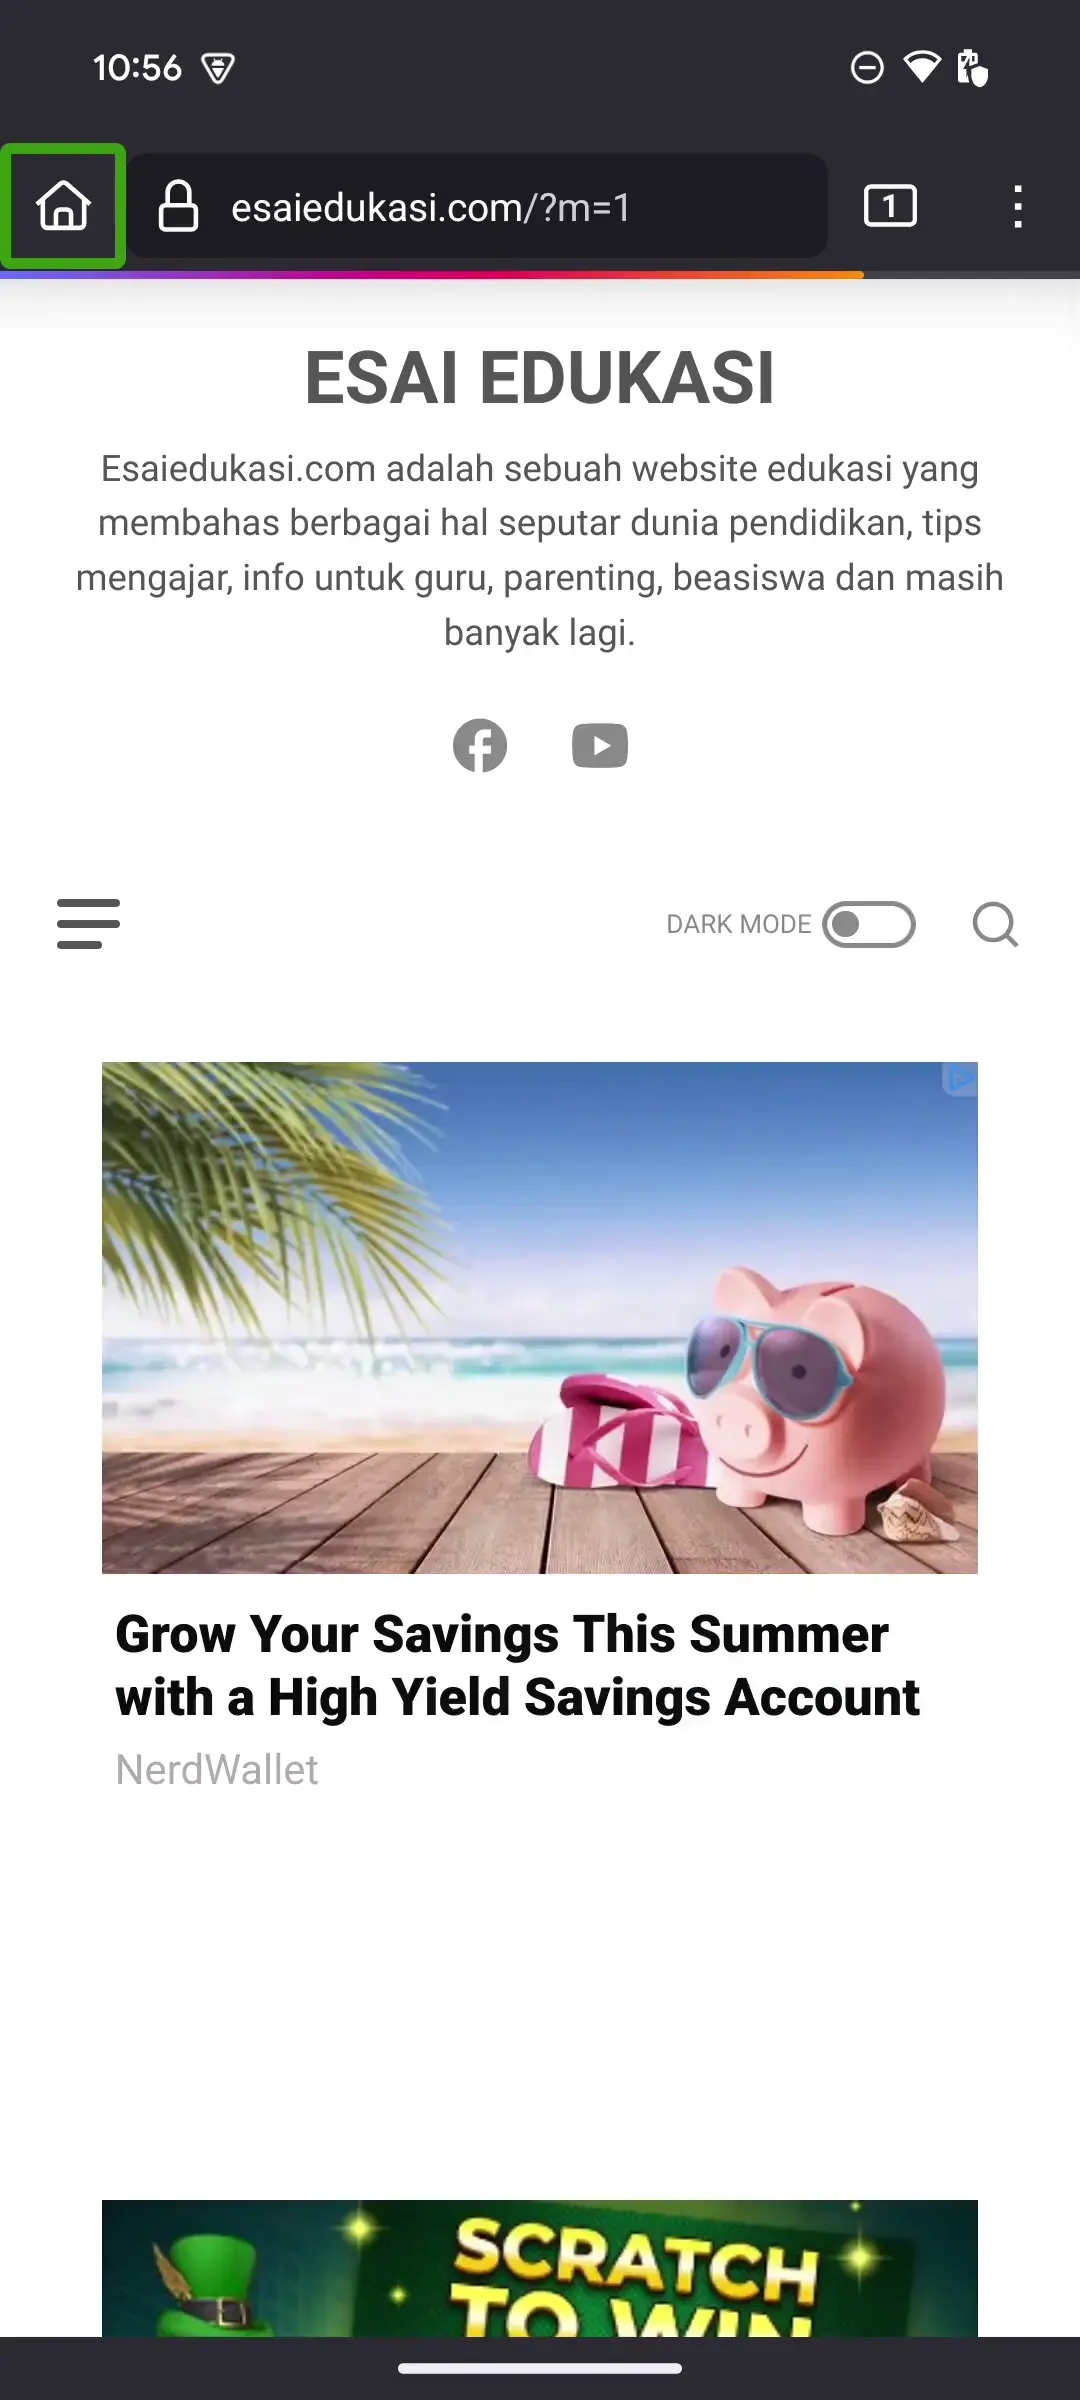 10:56
esaiedukasi.com/?m=1
1
ESAI EDUKASI
Esaiedukasi.com adalah sebuah website edukasi yang
membahas berbagai hal seputar dunia pendidikan, tips
mengajar, info untuk guru, parenting, beasiswa dan masih
banyak lagi.
DARK MODE
Grow Your Savings This Summer
with a High Yield Savings Account
NerdWallet
SCRATCH
TO WIN